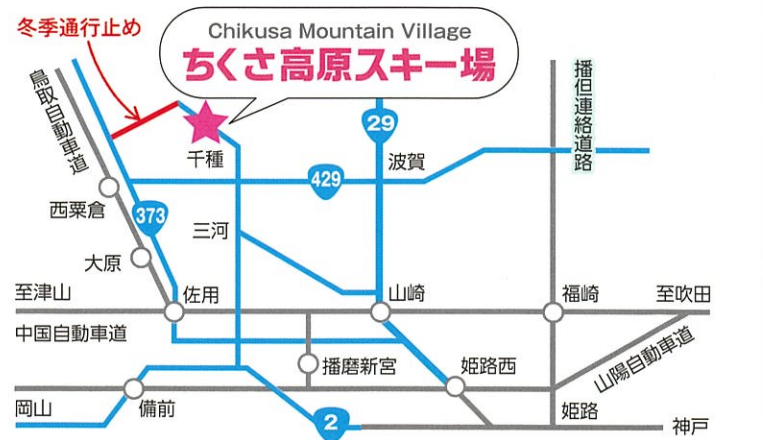 冬季通行止め
Chikusa Mountain Village
ちくさ高原スキー場
鳥取自動車道
29
播但連絡道路
千種
波賀
429
西粟倉
373
三河
大原
至津山
佐用
山崎
福崎
至吹田
中国自動車道
播磨新宮
姫路西
山陽自動車道
岡山
備前
2
姫路
神戸